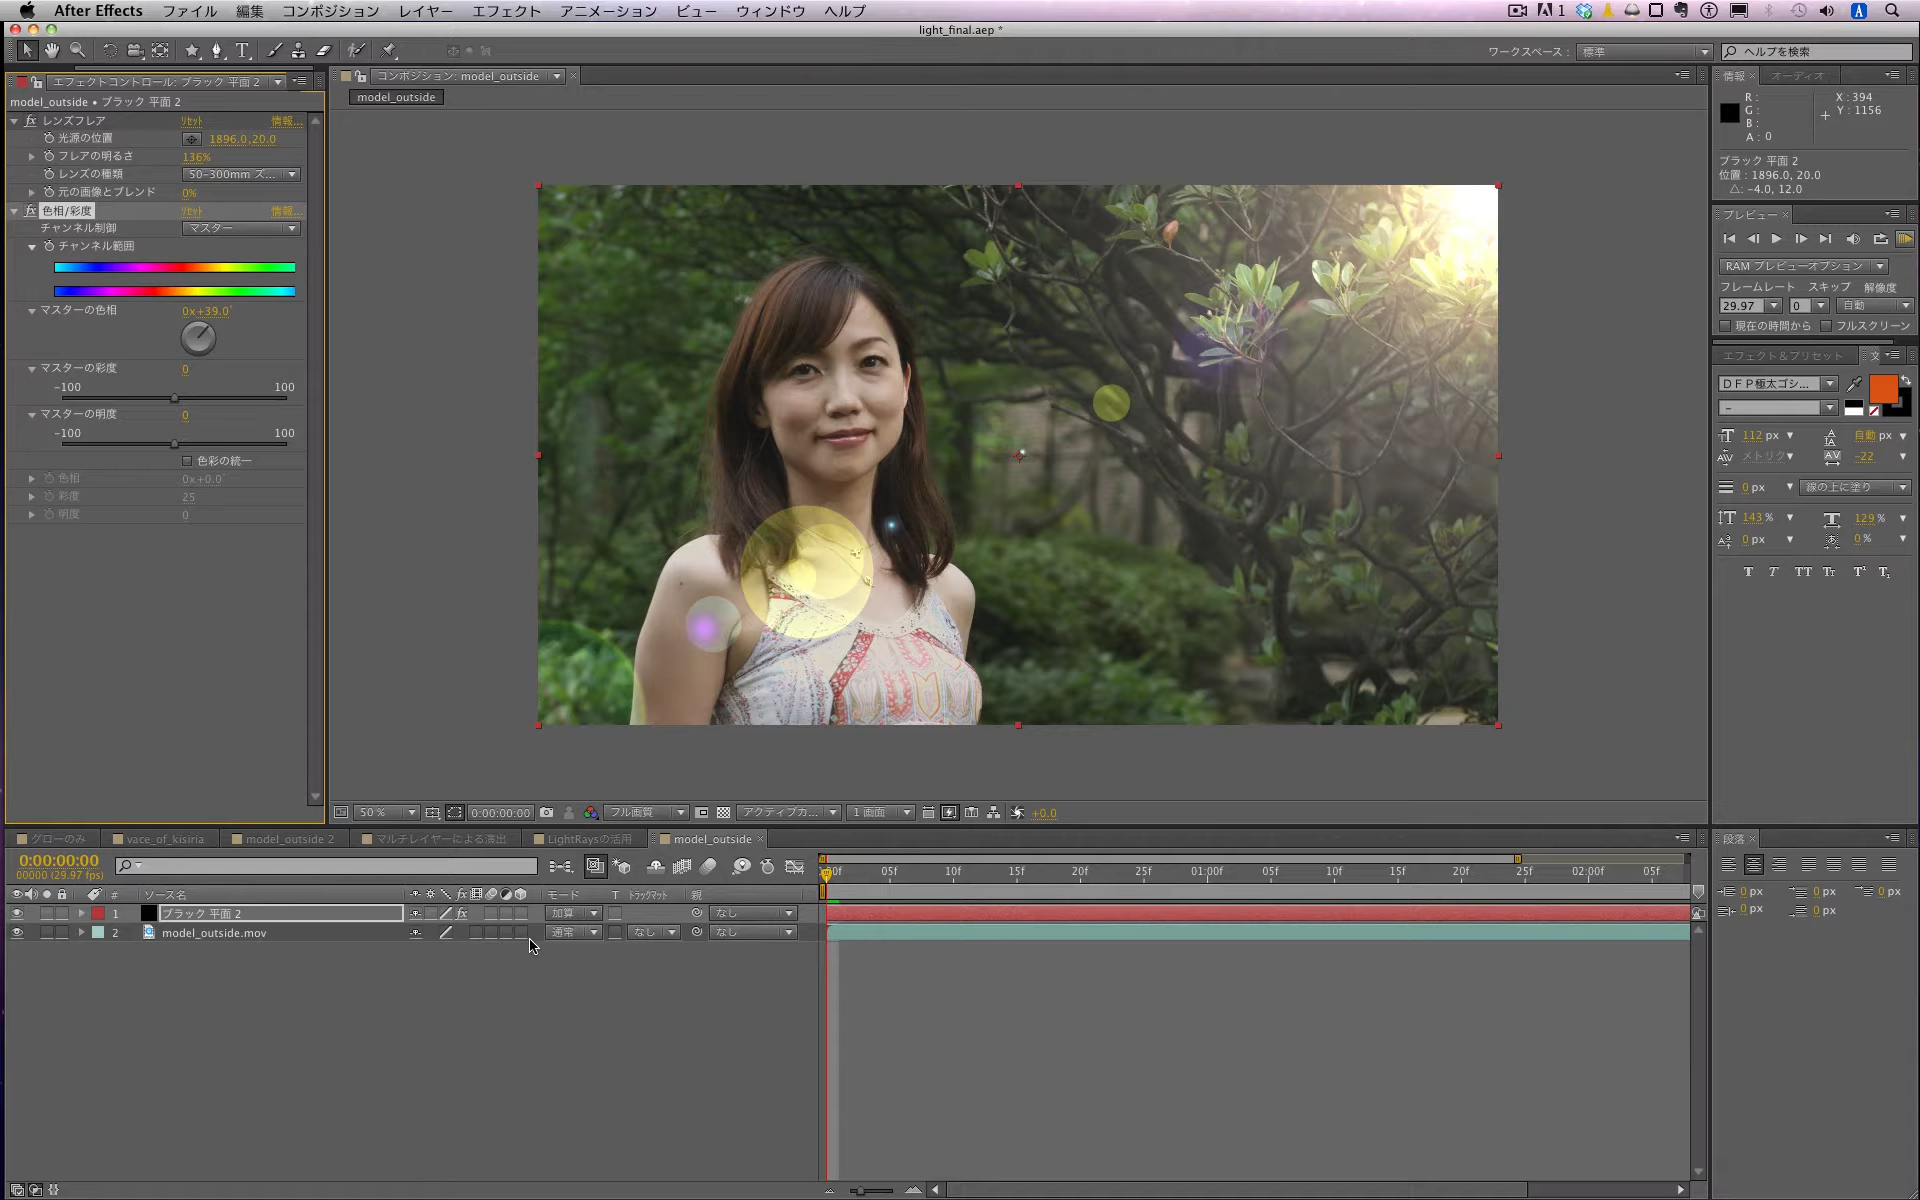 After Effects ファイル 編集 コンポジション レイヤー エフェクト アニメーション ビュー ウィンドウ ヘルプ
light_final.aep *
ワークスペース： 標準 ヘルプを検索
エフェクトコントロール: ブラック 平面 2
model_outside • ブラック 平面 2
レンズフレア リセット 情報...
光源の位置 1896.0,20.0
フレアの明るさ 136%
レンズの種類 50-300mm ズ...
元の画像とブレンド 0%
色相/彩度 リセット 情報...
チャンネル制御 マスター
チャンネル範囲
マスターの色相 0x+39.0°
マスターの彩度 0
-100 100
マスターの明度 0
-100 100
色彩の統一
色相 0x+0.0°
彩度 25
明度 0
コンポジション: model_outside
model_outside
50 % 0:00:00:00 フル画質 アクティブカ... 1 画面 +0.0
情報 オーディオ
R :
G :
B :
A : 0
X : 394
Y : 1156
ブラック 平面 2
位置 : 1896.0, 20.0
△: -4.0, 12.0
プレビュー
RAM プレビューオプション
フレームレート スキップ 解像度
29.97 0 自動
現在の時間から フルスクリーン
エフェクト＆プリセット 文
ＤＦＰ極太ゴシ...
-
112 px 自動 px
メトリクス -22
0 px 線の上に塗り
143 % 129 %
0 px 0 %
T T TT Tt T¹ T₁
グローのみ vace_of_kisiria model_outside 2 マルチレイヤーによる演出 LightRaysの活用 model_outside
0:00:00:00
00000 (29.97 fps)
# ソース名 モード T トラックマット 親
1 ブラック 平面 2 加算 なし
2 model_outside.mov 通常 なし なし
00f 05f 10f 15f 20f 25f 01:00f 05f 10f 15f 20f 25f 02:00f 05f
段落
0 px 0 px 0 px
0 px 0 px